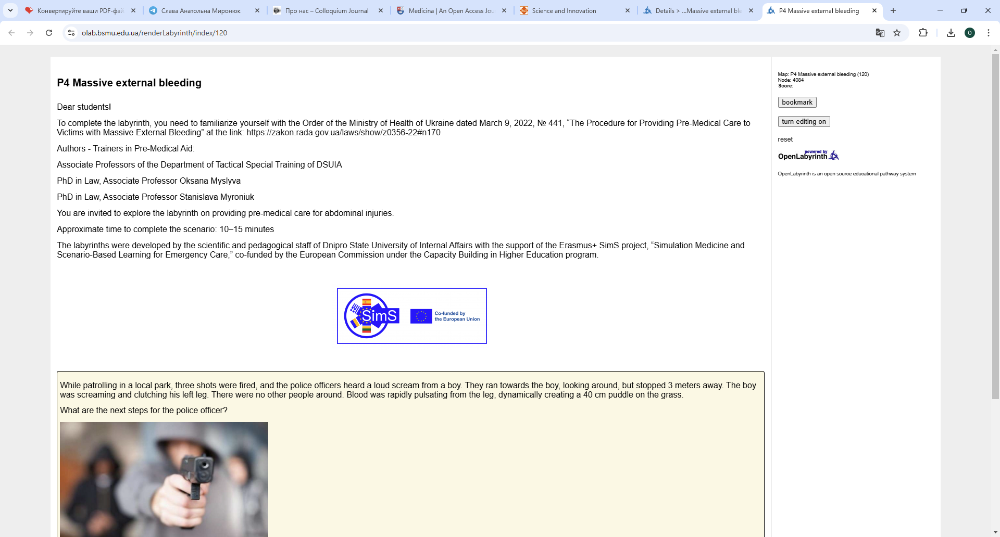 Конвертируйте ваши PDF-фай
Слава Анатольна Миронюк
Про нас – Colloquium Journal
Medicina | An Open Access Jou
Science and Innovation
Details > ...Massive external ble
P4 Massive external bleeding
olab.bsmu.edu.ua/renderLabyrinth/index/120
O
P4 Massive external bleeding
Dear students!
To complete the labyrinth, you need to familiarize yourself with the Order of the Ministry of Health of Ukraine dated March 9, 2022, № 441, “The Procedure for Providing Pre-Medical Care to
Victims with Massive External Bleeding” at the link: https://zakon.rada.gov.ua/laws/show/z0356-22#n170
Authors - Trainers in Pre-Medical Aid:
Associate Professors of the Department of Tactical Special Training of DSUIA
PhD in Law, Associate Professor Oksana Myslyva
PhD in Law, Associate Professor Stanislava Myroniuk
You are invited to explore the labyrinth on providing pre-medical care for abdominal injuries.
Approximate time to complete the scenario: 10–15 minutes
The labyrinths were developed by the scientific and pedagogical staff of Dnipro State University of Internal Affairs with the support of the Erasmus+ SimS project, “Simulation Medicine and
Scenario-Based Learning for Emergency Care,” co-funded by the European Commission under the Capacity Building in Higher Education program.
SimS
Co-funded by
the European Union
While patrolling in a local park, three shots were fired, and the police officers heard a loud scream from a boy. They ran towards the boy, looking around, but stopped 3 meters away. The boy
was screaming and clutching his left leg. There were no other people around. Blood was rapidly pulsating from the leg, dynamically creating a 40 cm puddle on the grass.
What are the next steps for the police officer?
Map: P4 Massive external bleeding (120)
Node: 4084
Score:
bookmark
turn editing on
reset
powered by
OpenLabyrinth
OpenLabyrinth is an open source educational pathway system